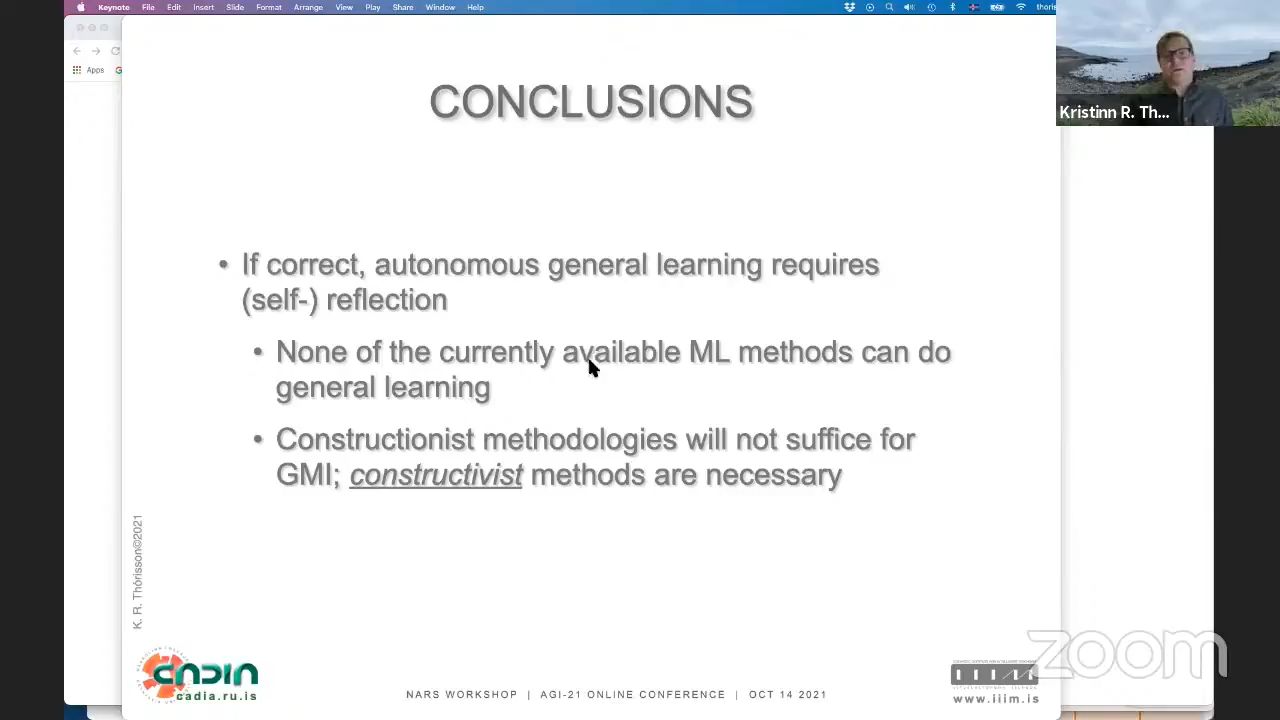 Keynote File Edit Insert Slide Format Arrange View Play Share Window Help
thoris
Apps
Kristinn R. Th...
CONCLUSIONS
• If correct, autonomous general learning requires
(self-) reflection
• None of the currently available ML methods can do
general learning
• Constructionist methodologies will not suffice for
GMI; constructivist methods are necessary
K. R. Thórisson©2021
CADIA
cadia.ru.is
NARS WORKSHOP | AGI-21 ONLINE CONFERENCE | OCT 14 2021
www.iiim.is
zoom